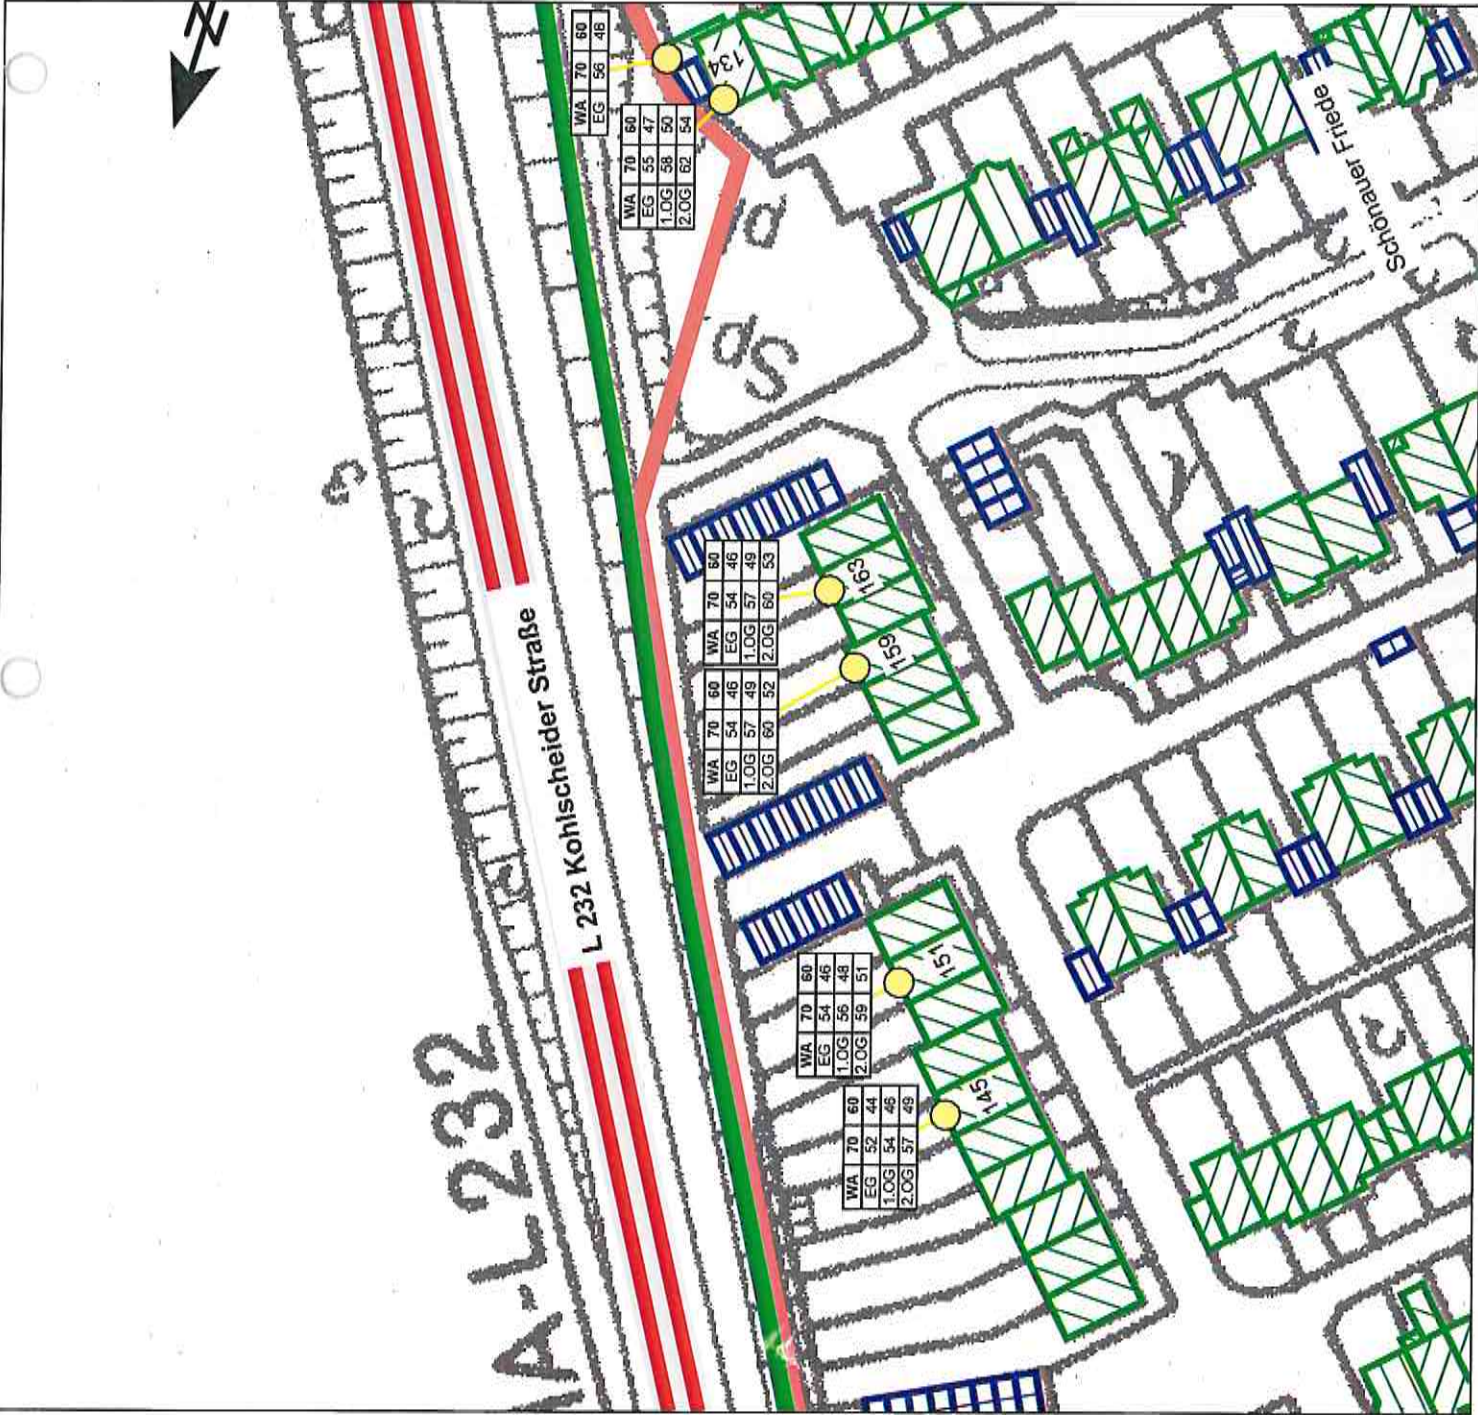 WA 70 60
EG 56 48
134
WA 70 60
EG 55 47
1.OG 58 50
2.OG 62 54
Schönauer Friede
Sp
pl
L 232 Kohlscheider Straße
WA 70 60
EG 54 46
1.OG 57 49
2.OG 60 53
163
WA 70 60
EG 54 46
1.OG 57 49
2.OG 60 52
159
WA 70 60
EG 54 46
1.OG 56 48
2.OG 59 51
151
WA 70 60
EG 52 44
1.OG 54 46
2.OG 57 49
145
A-L 232